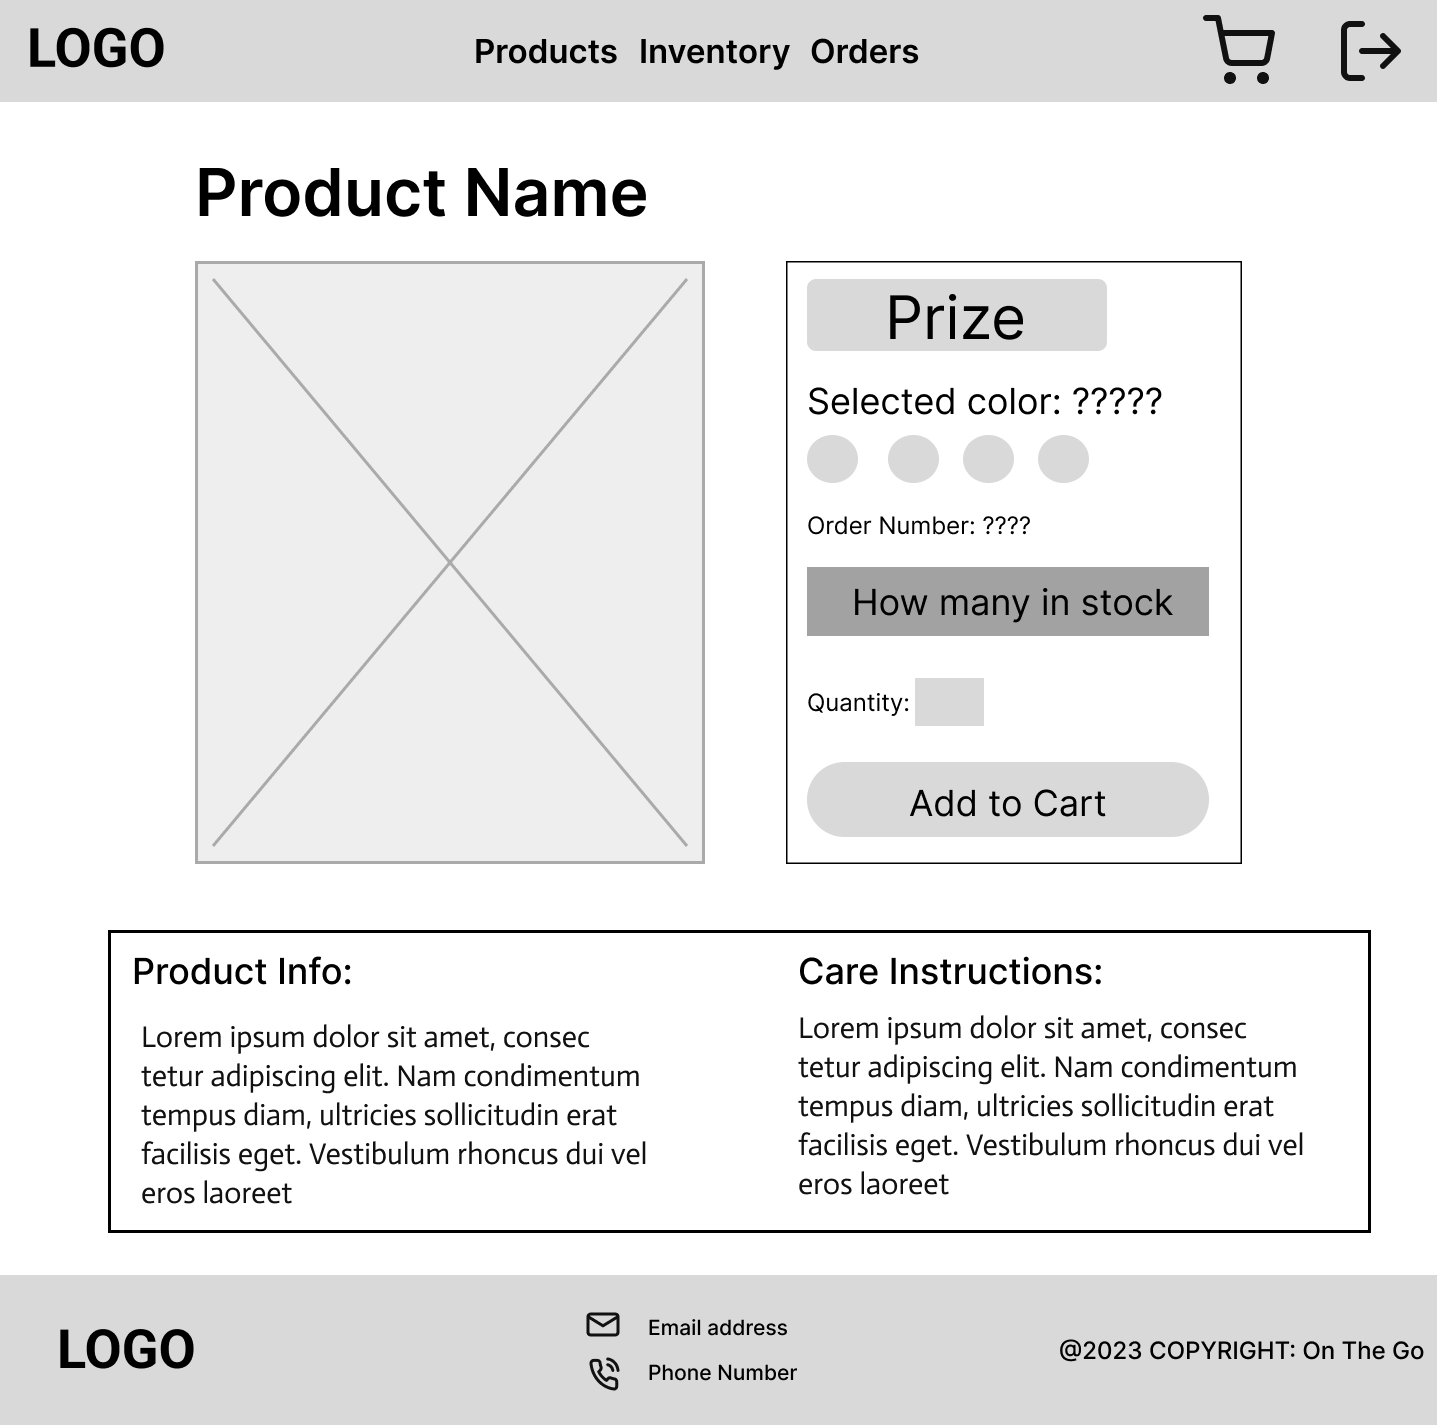 LOGO
Products Inventory Orders
Product Name
Prize
Selected color: ?????
Order Number: ????
How many in stock
Quantity:
Add to Cart
Product Info:
Lorem ipsum dolor sit amet, consec
tetur adipiscing elit. Nam condimentum
tempus diam, ultricies sollicitudin erat
facilisis eget. Vestibulum rhoncus dui vel
eros laoreet
Care Instructions:
Lorem ipsum dolor sit amet, consec
tetur adipiscing elit. Nam condimentum
tempus diam, ultricies sollicitudin erat
facilisis eget. Vestibulum rhoncus dui vel
eros laoreet
LOGO
Email address
Phone Number
@2023 COPYRIGHT: On The Go